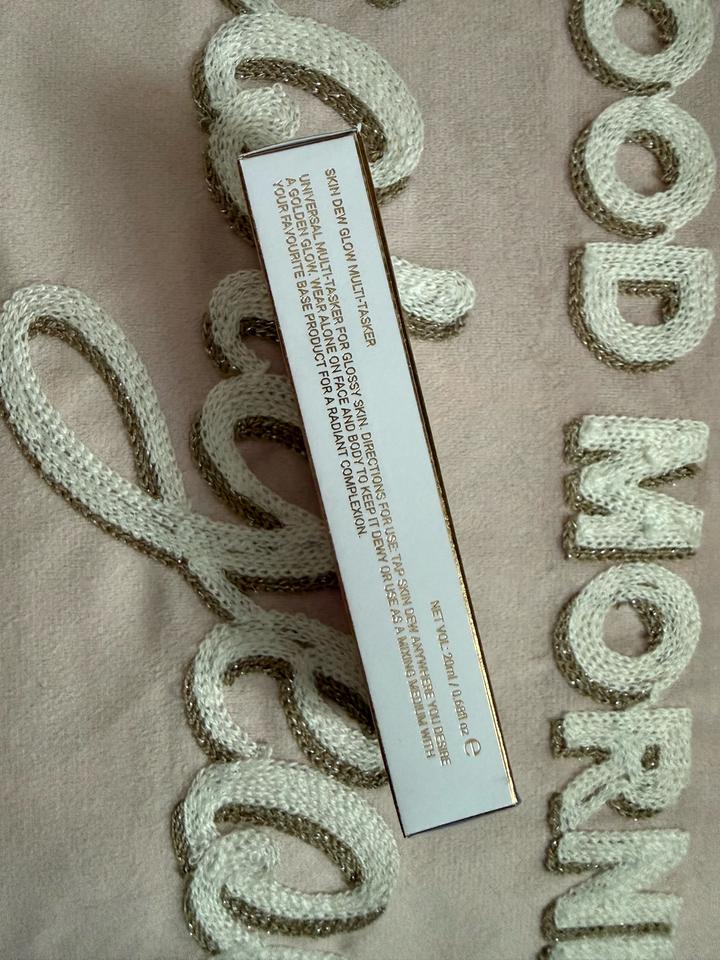 SKIN DEW GLOW MULTI-TASKER
UNIVERSAL MULTI-TASKER FOR GLOSSY SKIN. DIRECTIONS FOR USE: TAP SKIN DEW ANYWHERE YOU DESIRE
A GOLDEN GLOW. WEAR ALONE ON FACE AND BODY TO KEEP IT DEWY OR USE AS A MIXING MEDIUM WITH
YOUR FAVOURITE BASE PRODUCT FOR A RADIANT COMPLEXION.
NET VOL: 20ml / 0.68fl oz ℮
OOD MORNI